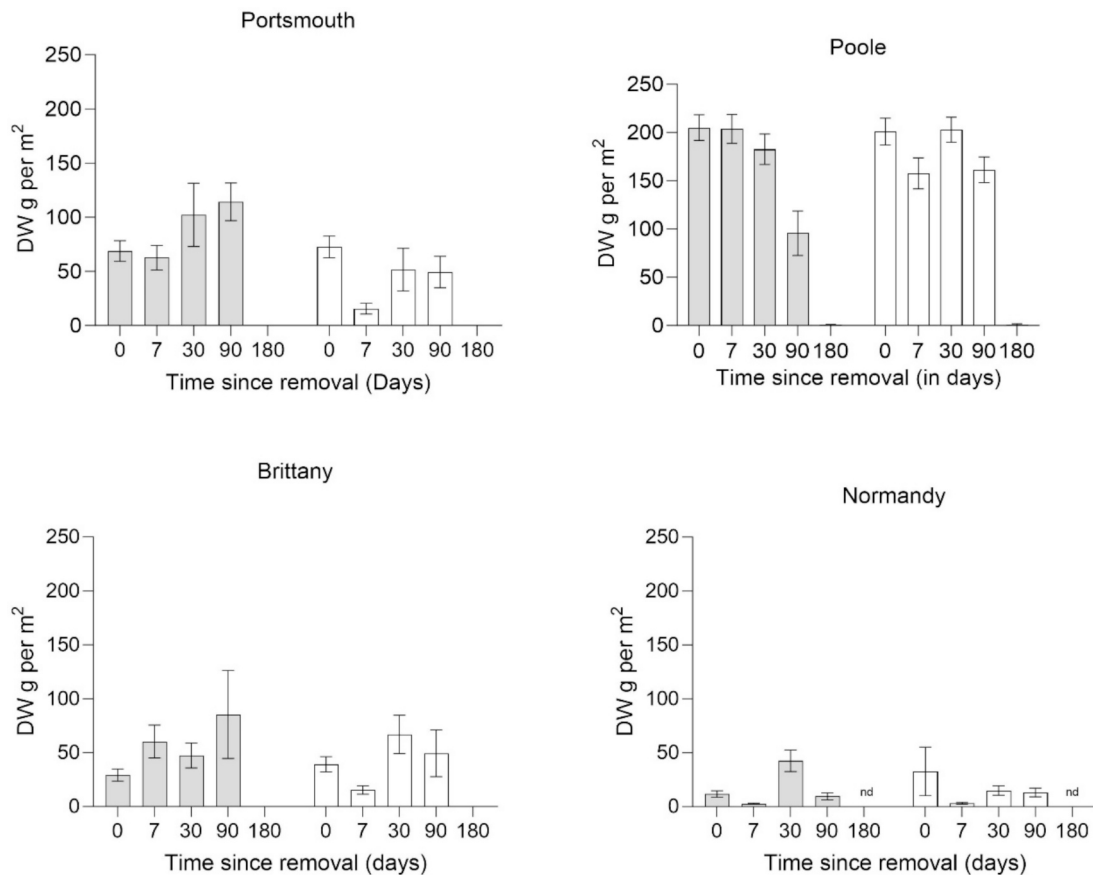 Portsmouth
250
200
150
100
50
0
DW g per m²
0 7 30 90 180 0 7 30 90 180
Time since removal (Days)
Poole
250
200
150
100
50
0
DW g per m²
0 7 30 90 180 0 7 30 90 180
Time since removal (in days)
Brittany
250
200
150
100
50
0
DW g per m²
0 7 30 90 180 0 7 30 90 180
Time since removal (days)
Normandy
250
200
150
100
50
0
DW g per m²
nd nd
0 7 30 90 180 0 7 30 90 180
Time since removal (days)